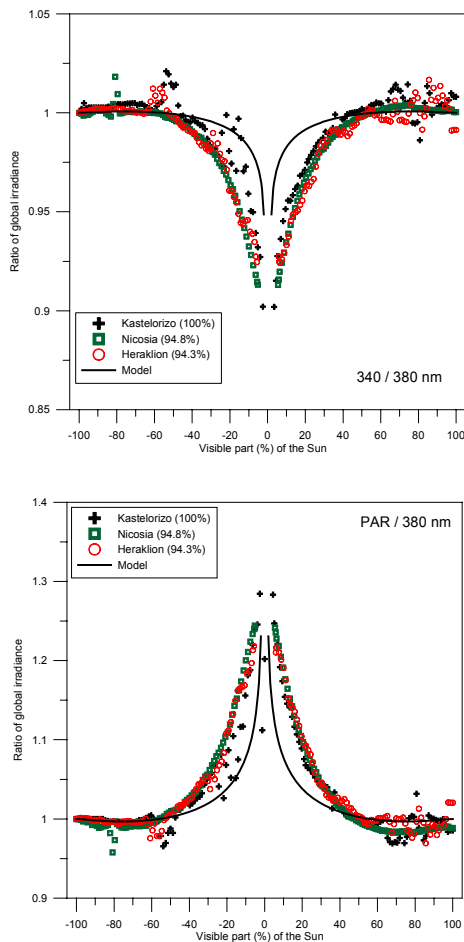 1.05
1
0.95
0.9
0.85
Ratio of global irradiance
Kastelorizo (100%)
Nicosia (94.8%)
Heraklion (94.3%)
Model
340 / 380 nm
-100 -80 -60 -40 -20 0 20 40 60 80 100
Visible part (%) of the Sun
1.4
1.3
1.2
1.1
1
0.9
Ratio of global irradiance
Kastelorizo (100%)
Nicosia (94.8%)
Heraklion (94.3%)
Model
PAR / 380 nm
-100 -80 -60 -40 -20 0 20 40 60 80 100
Visible part (%) of the Sun